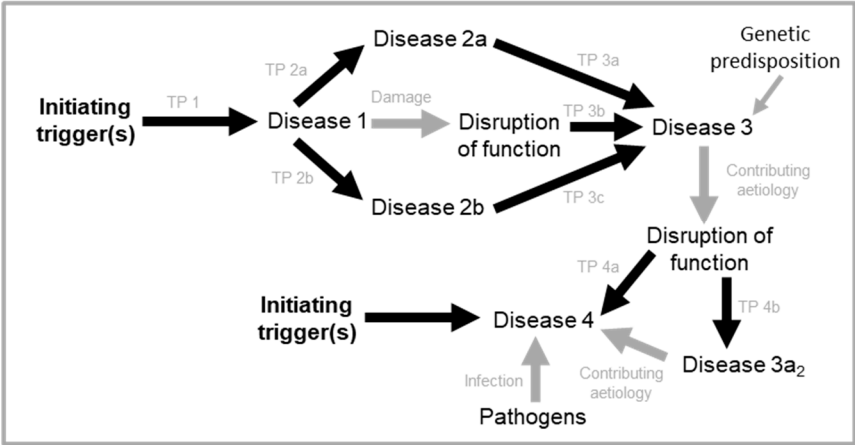 Genetic
predisposition
Disease 2a
TP 2a
TP 3a
Initiating
trigger(s)
TP 1
Disease 1
Damage
Disruption
of function
TP 3b
Disease 3
TP 2b
Disease 2b
TP 3c
Contributing
aetiology
Disruption of
function
TP 4a
TP 4b
Initiating
trigger(s)
Disease 4
Disease 3a₂
Contributing
aetiology
Infection
Pathogens